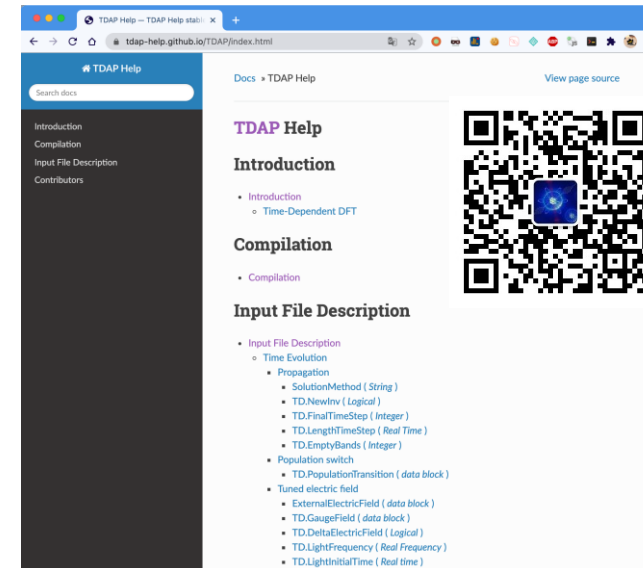 TDAP Help — TDAP Help stabl
tdap-help.github.io/TDAP/index.html
TDAP Help
Search docs
Introduction
Compilation
Input File Description
Contributors
Docs » TDAP Help
View page source
TDAP Help
Introduction
Introduction
Time-Dependent DFT
Compilation
Compilation
Input File Description
Input File Description
Time Evolution
Propagation
SolutionMethod ( String )
TD.NewInv ( Logical )
TD.FinalTimeStep ( Integer )
TD.LengthTimeStep ( Real Time )
TD.EmptyBands ( Integer )
Population switch
TD.PopulationTransition ( data block )
Tuned electric field
ExternalElectricField ( data block )
TD.GaugeField ( data block )
TD.DeltaElectricField ( Logical )
TD.LightFrequency ( Real Frequency )
TD.LightInitialTime ( Real time )